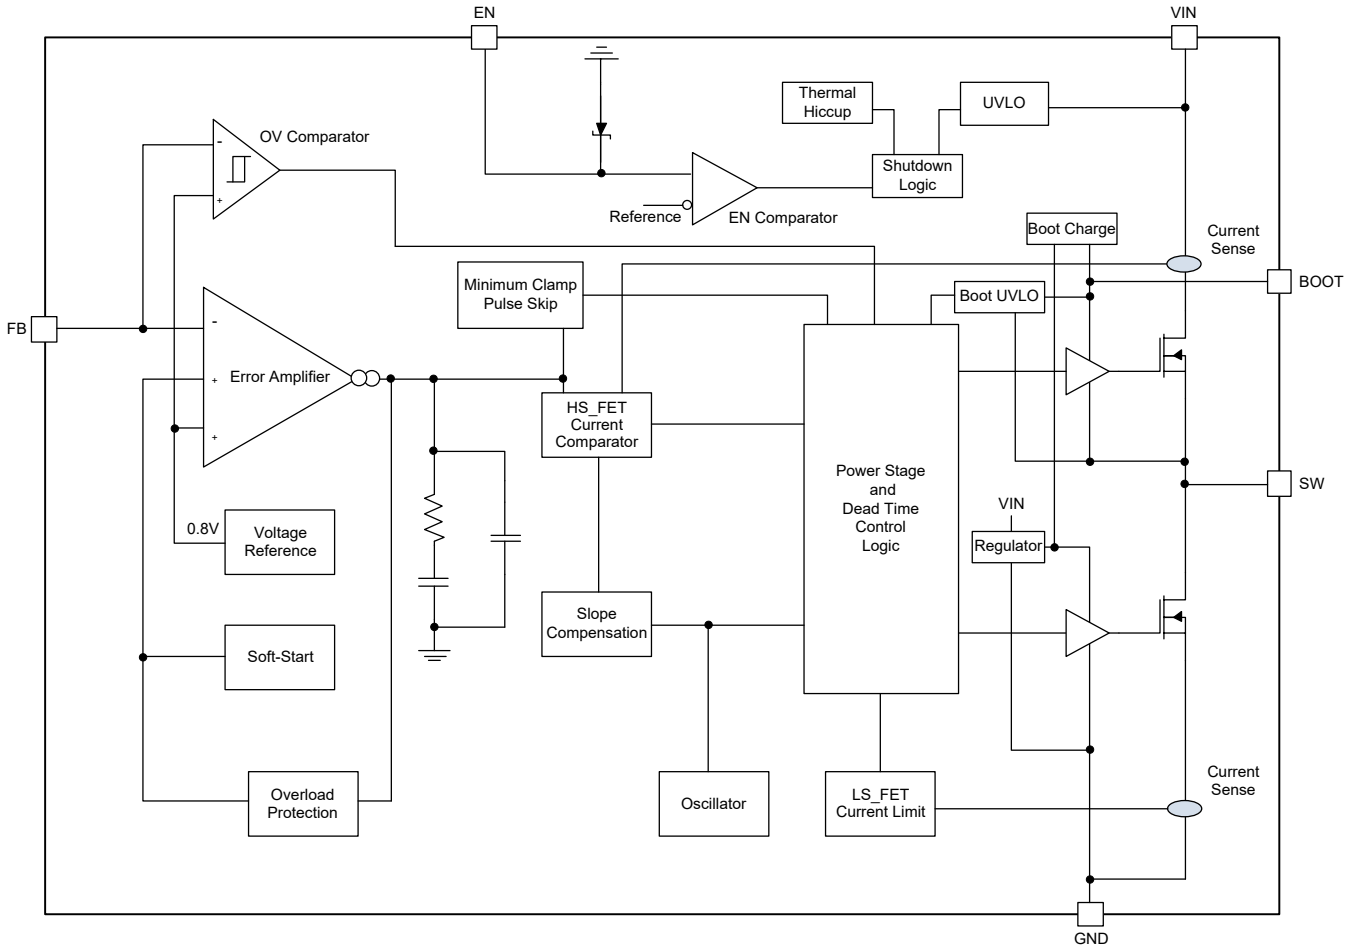 EN
VIN
Thermal
Hiccup
UVLO
OV Comparator
-
+
Shutdown
Logic
Reference
EN Comparator
Boot Charge
Current
Sense
Minimum Clamp
Pulse Skip
Boot UVLO
BOOT
FB
-
Error Amplifier
+
+
HS_FET
Current
Comparator
Power Stage
and
Dead Time
Control
Logic
SW
VIN
0.8V
Voltage
Reference
Regulator
Slope
Compensation
Soft-Start
Overload
Protection
Oscillator
LS_FET
Current Limit
Current
Sense
GND